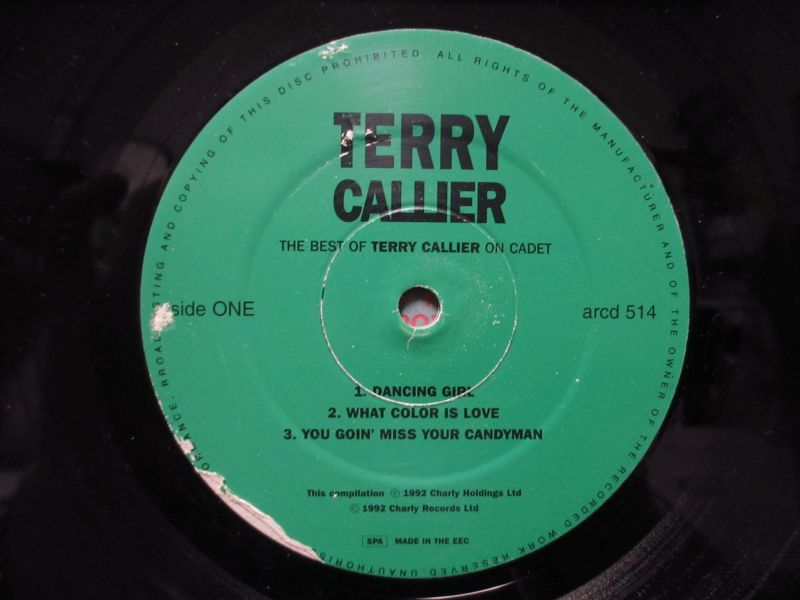 TERRY
CALLIER
THE BEST OF TERRY CALLIER ON CADET
side ONE
arcd 514
1. DANCING GIRL
2. WHAT COLOR IS LOVE
3. YOU GOIN' MISS YOUR CANDYMAN
This compilation ℗ 1992 Charly Holdings Ltd
© 1992 Charly Records Ltd
SPA MADE IN THE EEC
ALL RIGHTS OF THE MANUFACTURER AND OF THE OWNER OF THE RECORDED WORK RESERVED. BROADCASTING AND COPYING OF THIS DISC PROHIBITED.